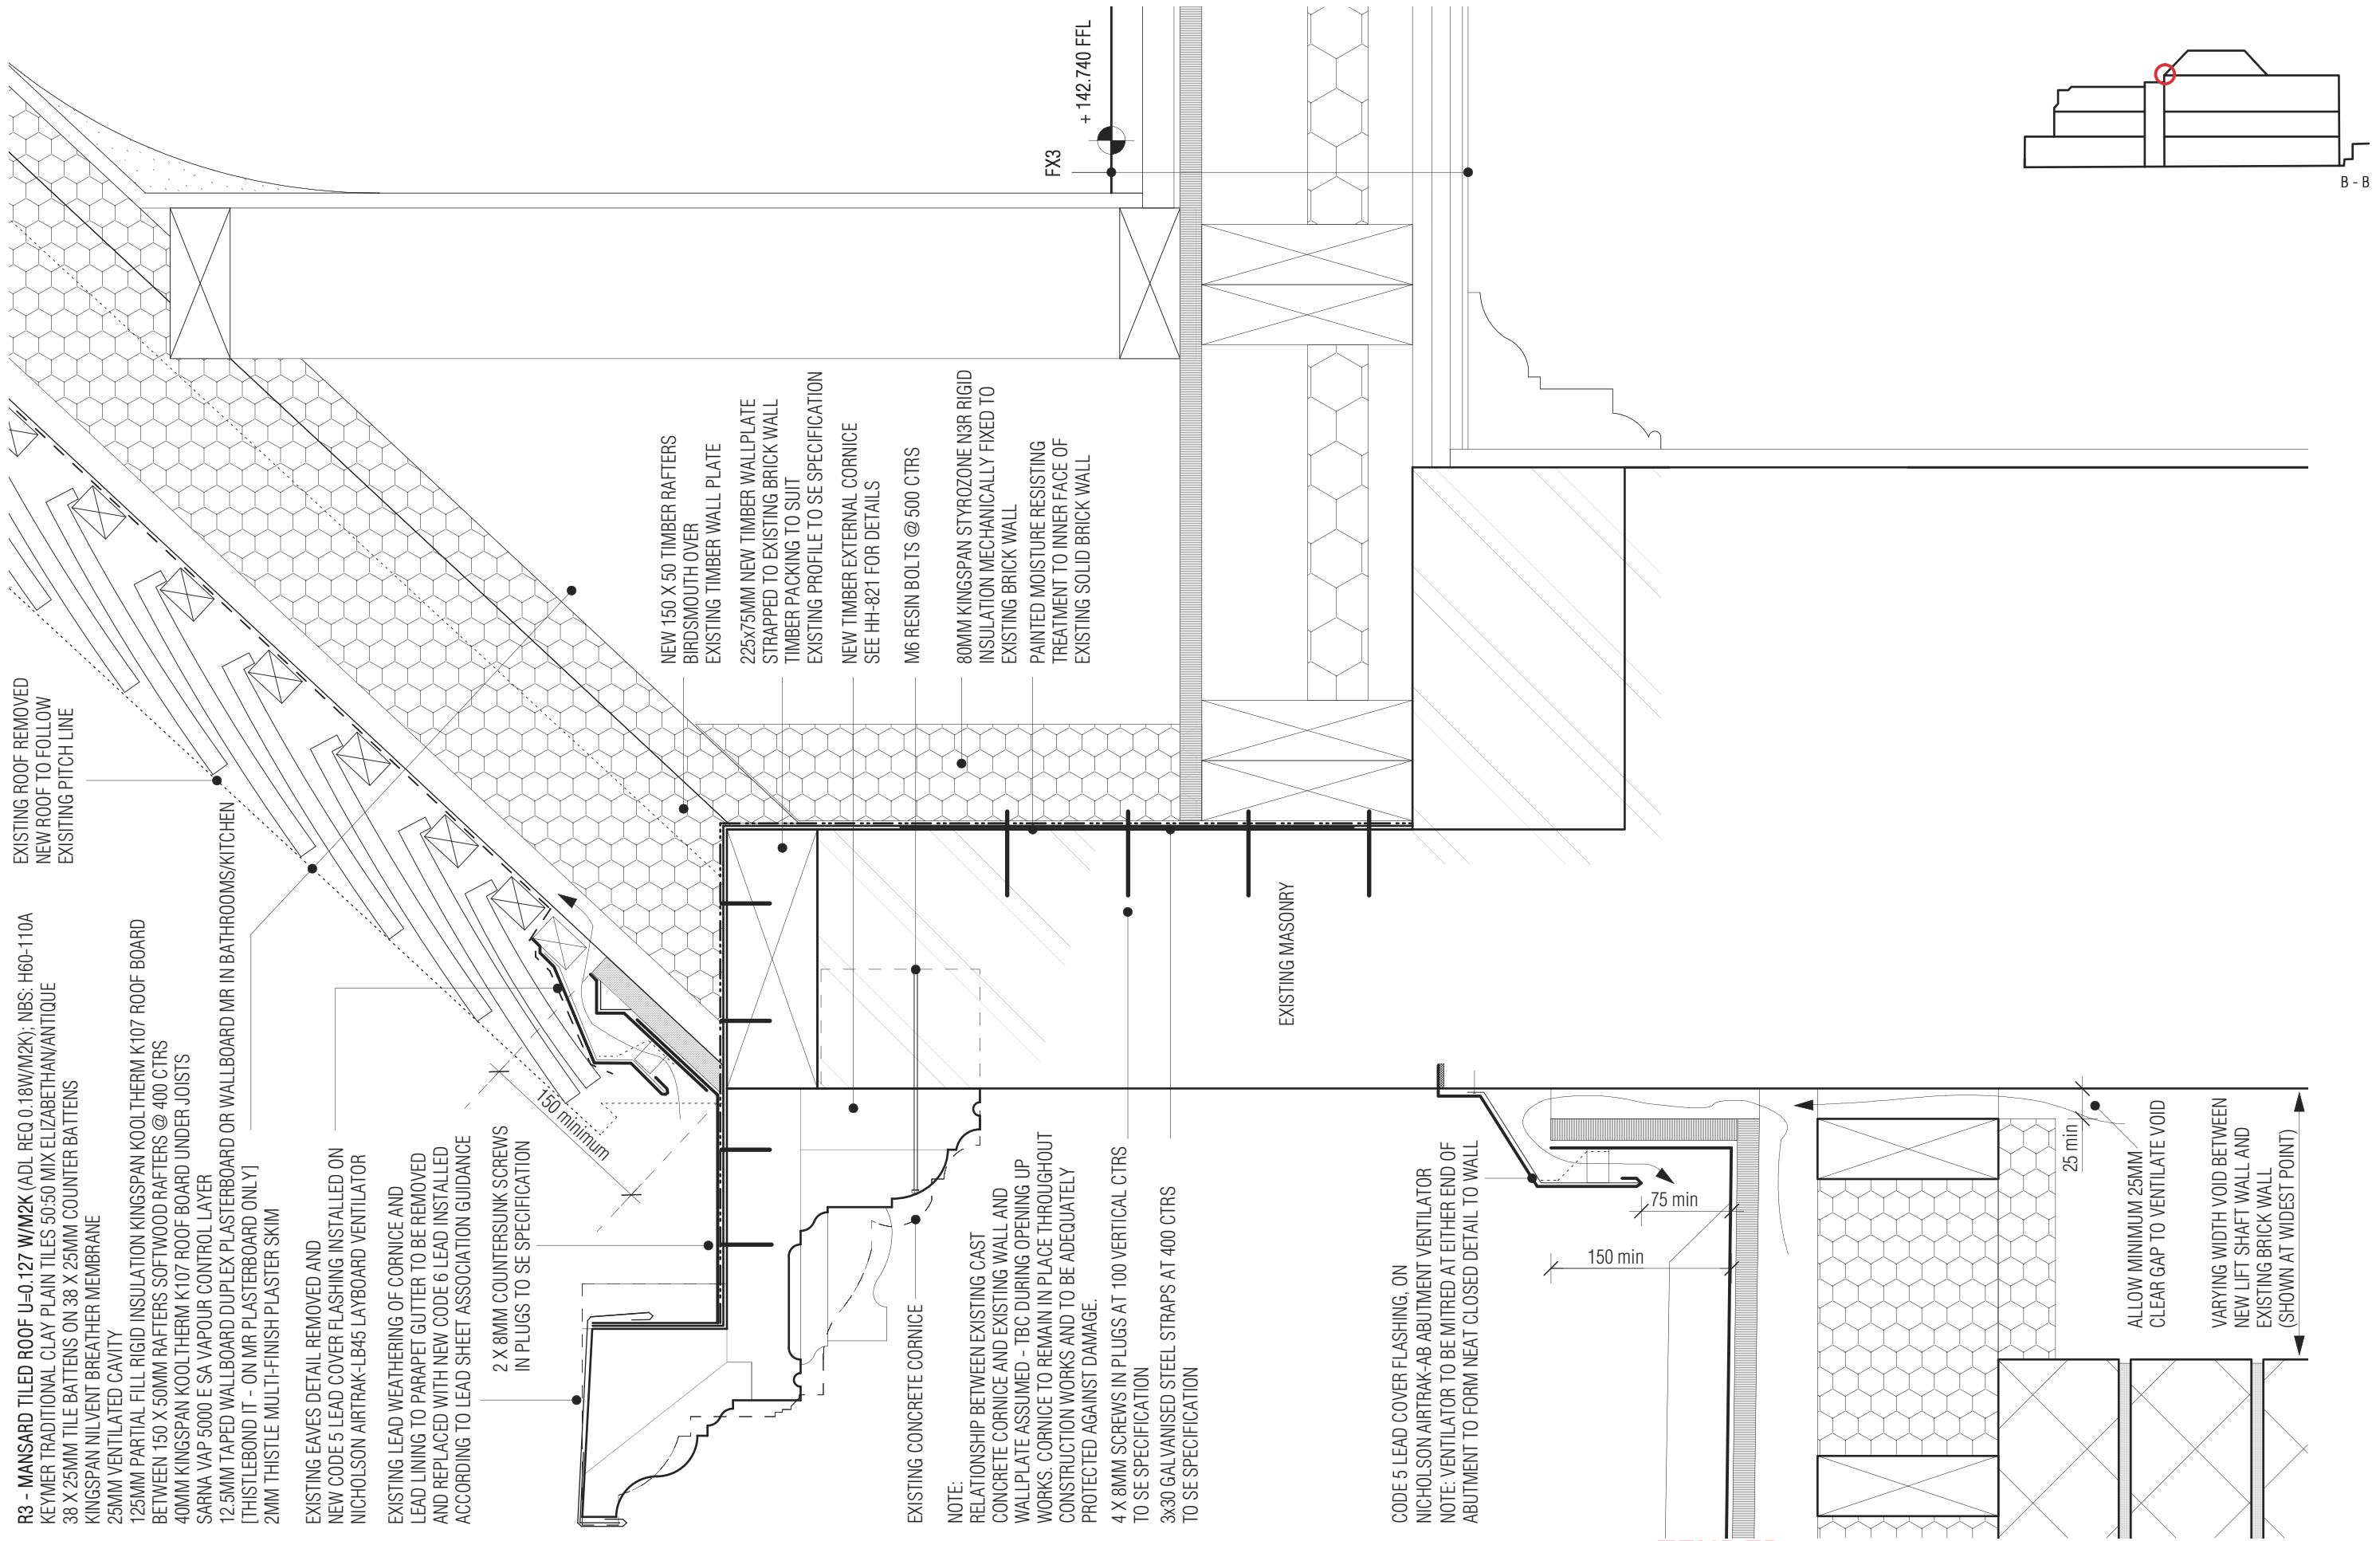 R3 - MANSARD TILED ROOF U=0.127 W/M2K (ADL REQ 0.18W/M2K); NBS: H60-110A
KEYMER TRADITIONAL CLAY PLAIN TILES 50:50 MIX ELIZABETHAN/ANTIQUE
38 X 25MM TILE BATTENS ON 38 X 25MM COUNTER BATTENS
KINGSPAN NILVENT BREATHER MEMBRANE
25MM VENTILATED CAVITY
125MM PARTIAL FILL RIGID INSULATION KINGSPAN KOOLTHERM K107 ROOF BOARD
BETWEEN 150 X 50MM RAFTERS SOFTWOOD RAFTERS @ 400 CTRS
40MM KINGSPAN KOOLTHERM K107 ROOF BOARD UNDER JOISTS
SARNA VAP 5000 E SA VAPOUR CONTROL LAYER
12.5MM TAPED WALLBOARD DUPLEX PLASTERBOARD OR WALLBOARD MR IN BATHROOMS/KITCHEN
[THISTLEBOND IT - ON MR PLASTERBOARD ONLY]
2MM THISTLE MULTI-FINISH PLASTER SKIM
EXISTING ROOF REMOVED
NEW ROOF TO FOLLOW
EXISITING PITCH LINE
EXISTING EAVES DETAIL REMOVED AND
NEW CODE 5 LEAD COVER FLASHING INSTALLED ON
NICHOLSON AIRTRAK-LB45 LAYBOARD VENTILATOR
EXISTING LEAD WEATHERING OF CORNICE AND
LEAD LINING TO PARAPET GUTTER TO BE REMOVED
AND REPLACED WITH NEW CODE 6 LEAD INSTALLED
ACCORDING TO LEAD SHEET ASSOCIATION GUIDANCE
2 X 8MM COUNTERSUNK SCREWS
IN PLUGS TO SE SPECIFICATION
150 minimum
NEW 150 X 50 TIMBER RAFTERS
BIRDSMOUTH OVER
EXISTING TIMBER WALL PLATE
225x75MM NEW TIMBER WALLPLATE
STRAPPED TO EXISTING BRICK WALL
TIMBER PACKING TO SUIT
EXISTING PROFILE TO SE SPECIFICATION
NEW TIMBER EXTERNAL CORNICE
SEE HH-821 FOR DETAILS
M6 RESIN BOLTS @ 500 CTRS
80MM KINGSPAN STYROZONE N3R RIGID
INSULATION MECHANICALLY FIXED TO
EXISTING BRICK WALL
PAINTED MOISTURE RESISTING
TREATMENT TO INNER FACE OF
EXISTING SOLID BRICK WALL
FX3
+ 142.740 FFL
EXISTING CONCRETE CORNICE
NOTE:
RELATIONSHIP BETWEEN EXISTING CAST
CONCRETE CORNICE AND EXISTING WALL AND
WALLPLATE ASSUMED - TBC DURING OPENING UP
WORKS. CORNICE TO REMAIN IN PLACE THROUGHOUT
CONSTRUCTION WORKS AND TO BE ADEQUATELY
PROTECTED AGAINST DAMAGE.
4 X 8MM SCREWS IN PLUGS AT 100 VERTICAL CTRS
TO SE SPECIFICATION
3x30 GALVANISED STEEL STRAPS AT 400 CTRS
TO SE SPECIFICATION
EXISTING MASONRY
CODE 5 LEAD COVER FLASHING, ON
NICHOLSON AIRTRAK-AB ABUTMENT VENTILATOR
NOTE: VENTILATOR TO BE MITRED AT EITHER END OF
ABUTMENT TO FORM NEAT CLOSED DETAIL TO WALL
75 min
150 min
25 min
ALLOW MINIMUM 25MM
CLEAR GAP TO VENTILATE VOID
VARYING WIDTH VOID BETWEEN
NEW LIFT SHAFT WALL AND
EXISTING BRICK WALL
(SHOWN AT WIDEST POINT)
B - B